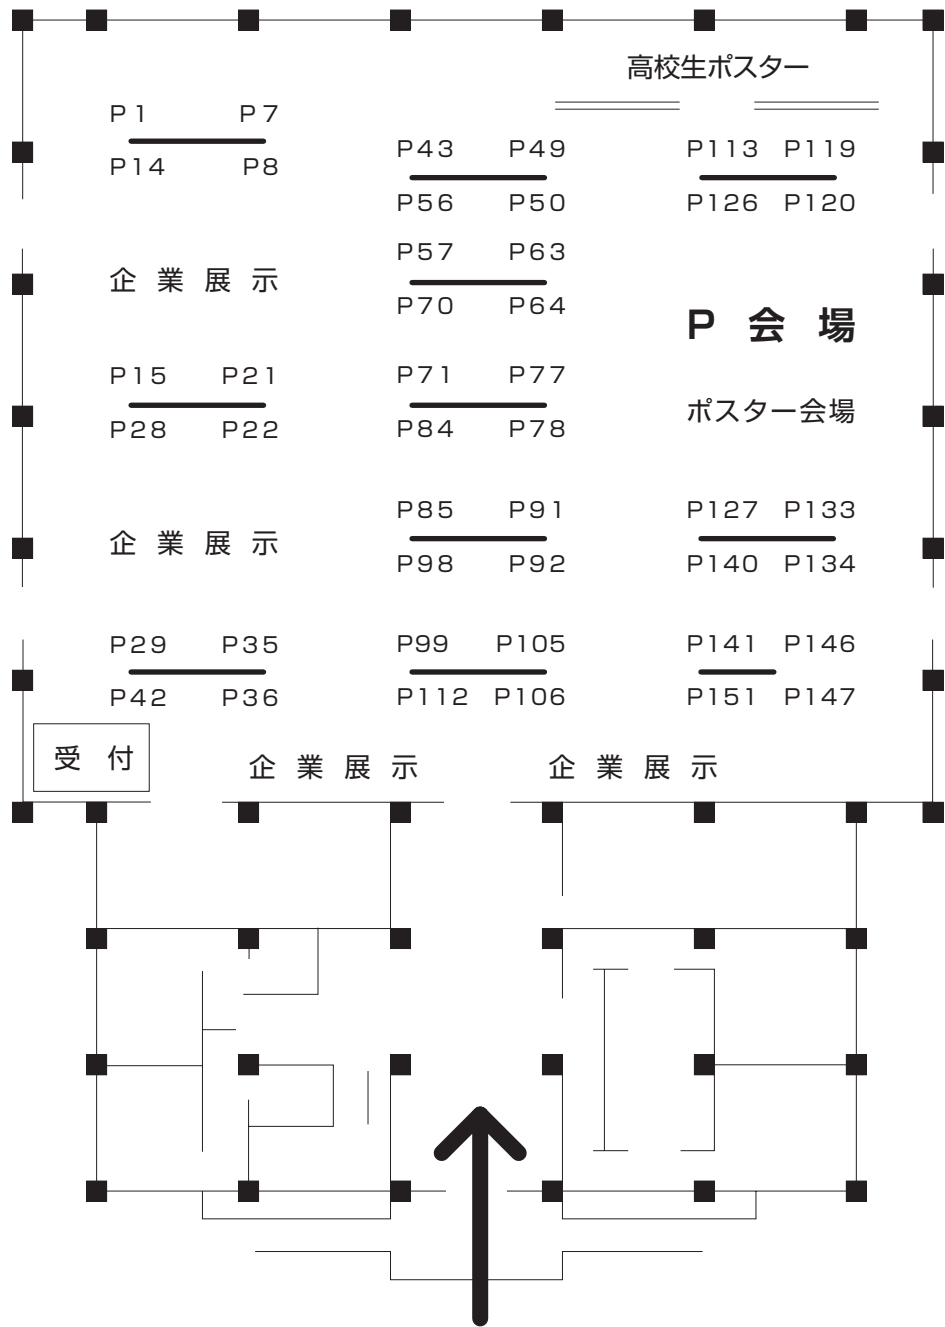 高校生ポスター
P1 P7
P14 P8
P43 P49
P56 P50
P113 P119
P126 P120
企業展示
P57 P63
P70 P64
P会場
ポスター会場
P15 P21
P28 P22
P71 P77
P84 P78
企業展示
P85 P91
P98 P92
P127 P133
P140 P134
P29 P35
P42 P36
P99 P105
P112 P106
P141 P146
P151 P147
受付
企業展示
企業展示